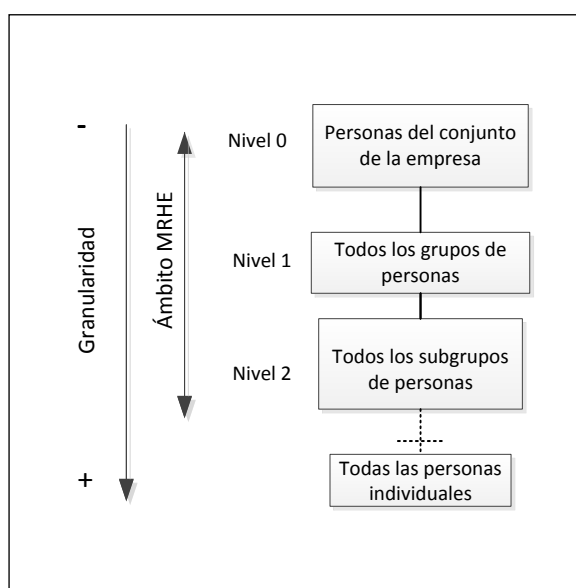 -
Granularidad
+
Ámbito MRHE
Nivel 0
Personas del conjunto
de la empresa
Nivel 1
Todos los grupos de
personas
Nivel 2
Todos los subgrupos
de personas
Todas las personas
individuales